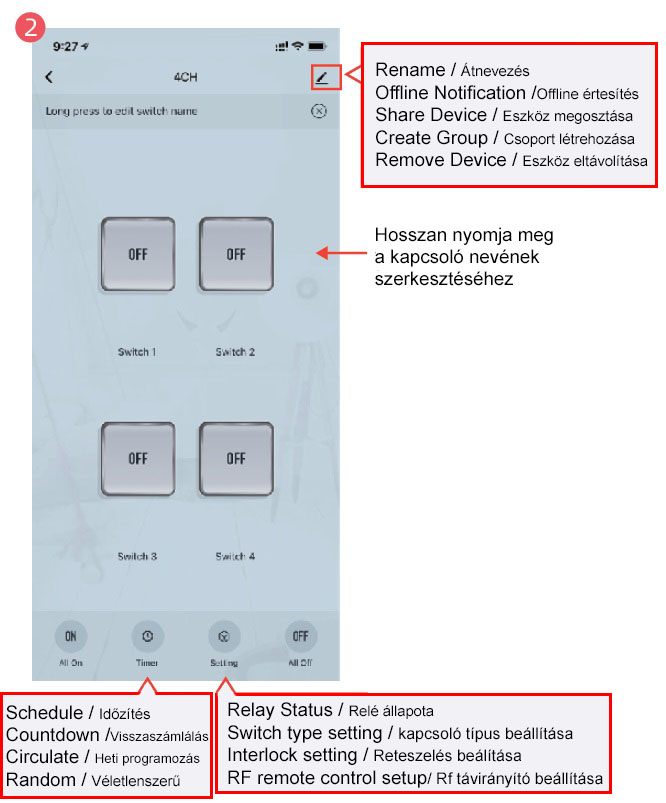 2
9:27
4CH
Long press to edit switch name
Rename / Átnevezés
Offline Notification /Offline értesítés
Share Device / Eszköz megosztása
Create Group / Csoport létrehozása
Remove Device / Eszköz eltávolítása
Hosszan nyomja meg
a kapcsoló nevének
szerkesztéséhez
OFF OFF
Switch 1 Switch 2
OFF OFF
Switch 3 Switch 4
ON OFF
All On Timer Setting All Off
Schedule / Időzítés
Countdown /Visszaszámlálás
Circulate / Heti programozás
Random / Véletlenszerű
Relay Status / Relé állapota
Switch type setting / kapcsoló típus beállítása
Interlock setting / Reteszelés beálítása
RF remote control setup/ Rf távirányító beállítása